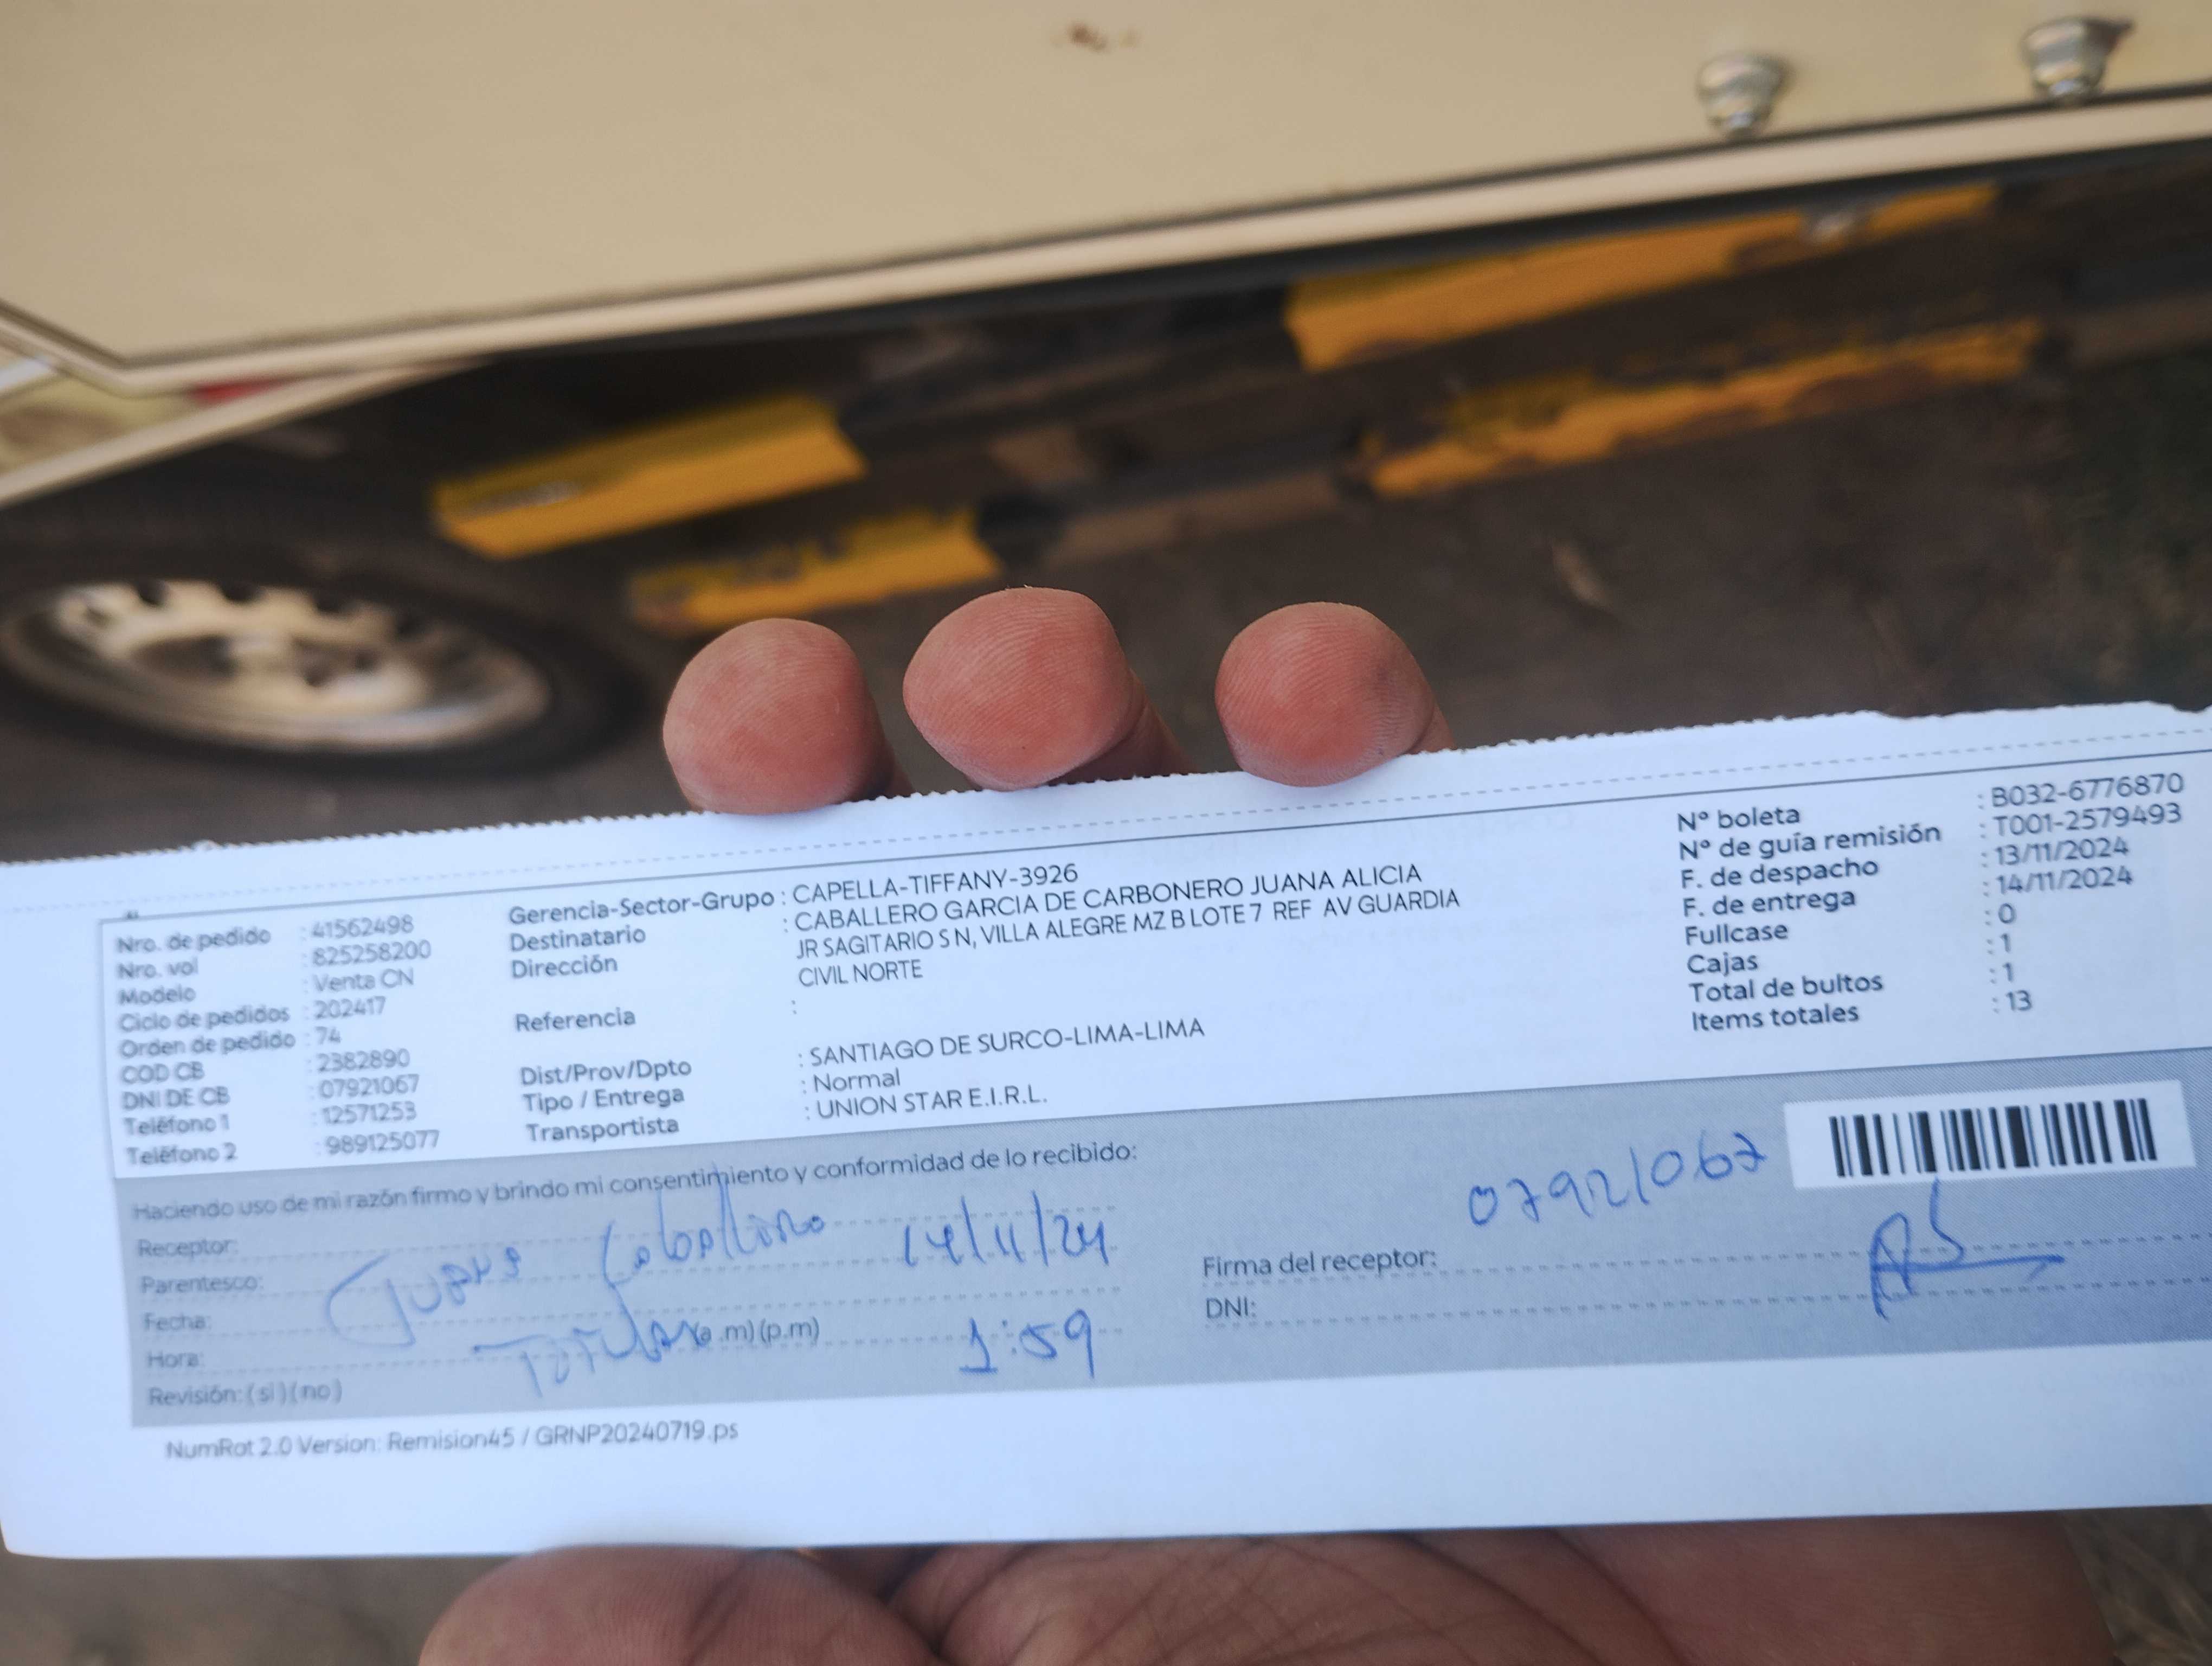 Nro. de pedido : 41562498
Nro. vol : 825258200
Modelo : Venta CN
Ciclo de pedidos : 202417
Orden de pedido : 74
COD CB : 2382890
DNI DE CB : 07921067
Teléfono 1 : 12571253
Teléfono 2 : 989125077
Gerencia-Sector-Grupo : CAPELLA-TIFFANY-3926
Destinatario : CABALLERO GARCIA DE CARBONERO JUANA ALICIA
Dirección JR SAGITARIO S N, VILLA ALEGRE MZ B LOTE 7 REF AV GUARDIA
CIVIL NORTE
Referencia :
Dist/Prov/Dpto : SANTIAGO DE SURCO-LIMA-LIMA
Tipo / Entrega : Normal
Transportista : UNION STAR E.I.R.L.
Nº boleta : B032-6776870
Nº de guía remisión : T001-2579493
F. de despacho : 13/11/2024
F. de entrega : 14/11/2024
Fullcase : 0
Cajas : 1
Total de bultos : 1
Items totales : 13
Haciendo uso de mi razón firmo y brindo mi consentimiento y conformidad de lo recibido:
Receptor: Juana Caballero 14/11/24
Parentesco:
Fecha:
Hora: Titular (a .m) (p.m) 1:59
Revisión: (si) (no)
07921067
Firma del receptor:
DNI:
NumRot 2.0 Version: Remision45 / GRNP20240719.ps